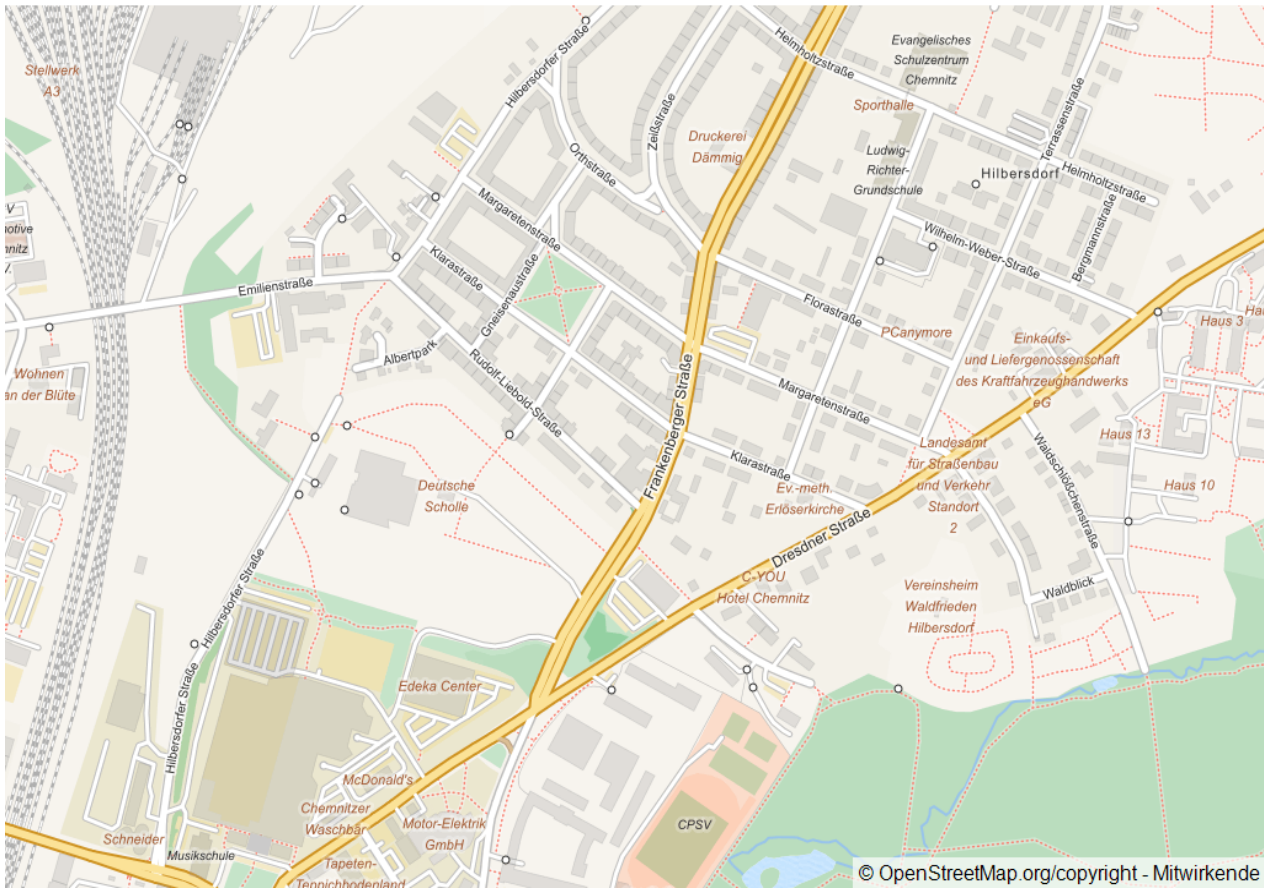 Stellwerk
A3
Hilbersdorfer Straße
Helmholtzstraße
Evangelisches
Schulzentrum
Chemnitz
Sporthalle
Zeißstraße
Druckerei
Dämmig
Orthstraße
Terrassenstraße
Ludwig-
Richter-
Grundschule
Hilbersdorf
Helmholtzstraße
Margaretenstraße
Wilhelm-Weber-Straße
Bergmannstraße
Klarastraße
Gneisenaustraße
Emilienstraße
Florastraße
PCanymore
Haus 3
Albertpark
Rudolf-Liebold-Straße
Frankenberger Straße
Einkaufs-
und Liefergenossenschaft
des Kraftfahrzeughandwerks
eG
Wohnen
an der Blüte
Margaretenstraße
Haus 13
Landesamt
für Straßenbau
und Verkehr
Standort
2
Waldschlößchenstraße
Klarastraße
Haus 10
Deutsche
Scholle
Ev.-meth.
Erlöserkirche
Dresdner Straße
C-YOU
Hotel Chemnitz
Waldblick
Vereinsheim
Waldfrieden
Hilbersdorf
Hilbersdorfer Straße
Hilbersdorfer Straße
Edeka Center
McDonald's
Chemnitzer
Waschbär
Motor-Elektrik
GmbH
CPSV
Schneider
Musikschule
Tapeten-
Teppichbodenland
© OpenStreetMap.org/copyright - Mitwirkende